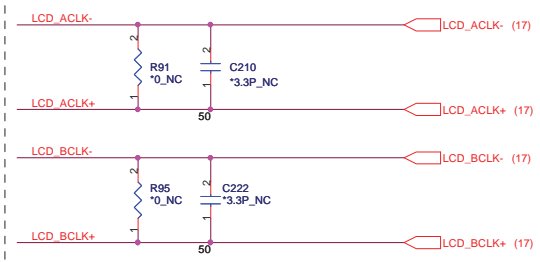 LCD_ACLK-
LCD_ACLK- (17)
2
2
R91
*0_NC
C210
*3.3P_NC
1
1
LCD_ACLK+
LCD_ACLK+ (17)
50
LCD_BCLK-
LCD_BCLK- (17)
2
2
R95
*0_NC
C222
*3.3P_NC
1
1
LCD_BCLK+
LCD_BCLK+ (17)
50